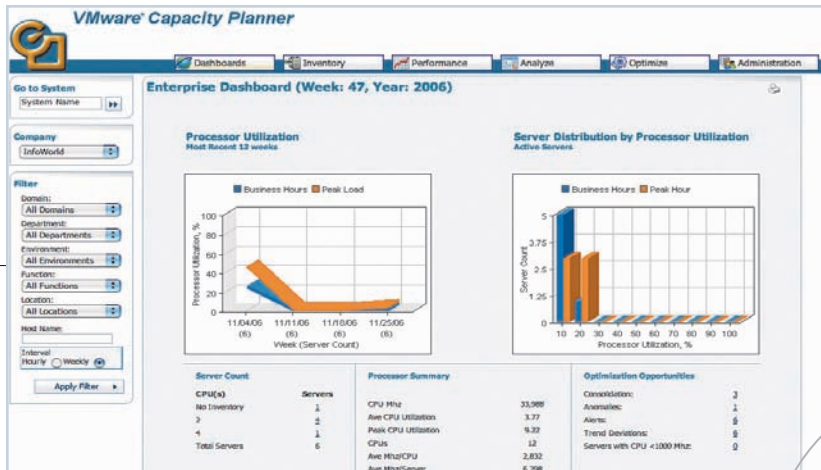 VMware® Capacity Planner
Dashboards Inventory Performance Analyze Optimize Administration
Go to System
System Name
Company
InfoWorld
Filter
Domain:
All Domains
Department:
All Departments
Environment:
All Environments
Function:
All Functions
Location:
All Locations
Host Name:
Interval
Hourly Weekly
Apply Filter
Enterprise Dashboard (Week: 47, Year: 2006)
Processor Utilization
Most Recent 12 weeks
Business Hours Peak Load
Processor Utilization, %
100
80
60
40
20
0
11/04/06 11/11/06 11/18/06 11/25/06
(6) (6) (6) (6)
Week (Server Count)
Server Distribution by Processor Utilization
Active Servers
Business Hours Peak Hour
Server Count
5
3.75
2.5
1.25
0
10 20 30 40 50 60 70 80 90 100
Processor Utilization, %
Server Count
CPU(s) Servers
No Inventory 1
2 4
4 1
Total Servers 6
Processor Summary
CPU Mhz 33,988
Ave CPU Utilization 3.77
Peak CPU Utilization 9.22
CPUs 12
Ave Mhz/CPU 2,832
Ave Mhz/Server 6,798
Optimization Opportunities
Consolidation: 3
Anomalies: 1
Alerts: 6
Trend Deviations: 6
Servers with CPU <1000 Mhz: 0